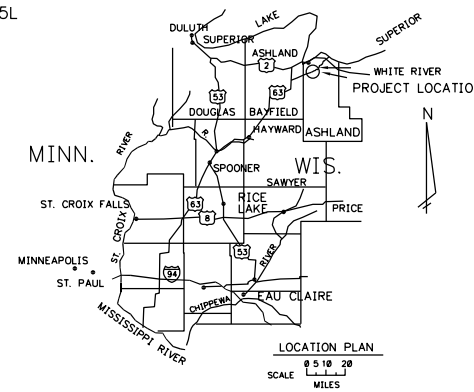 5L
DULUTH
SUPERIOR
LAKE
SUPERIOR
ASHLAND
2
WHITE RIVER
PROJECT LOCATIO
53
63
DOUGLAS
BAYFIELD
R.
HAYWARD
ASHLAND
N
MINN.
RIVER
WIS.
SPOONER
SAWYER
ST. CROIX FALLS
63
RICE
LAKE
PRICE
8
ST. CROIX
53
RIVER
MINNEAPOLIS
ST. PAUL
94
CHIPPEWA
EAU CLAIRE
MISSISSIPPI RIVER
LOCATION PLAN
SCALE
0 5 10 20
MILES